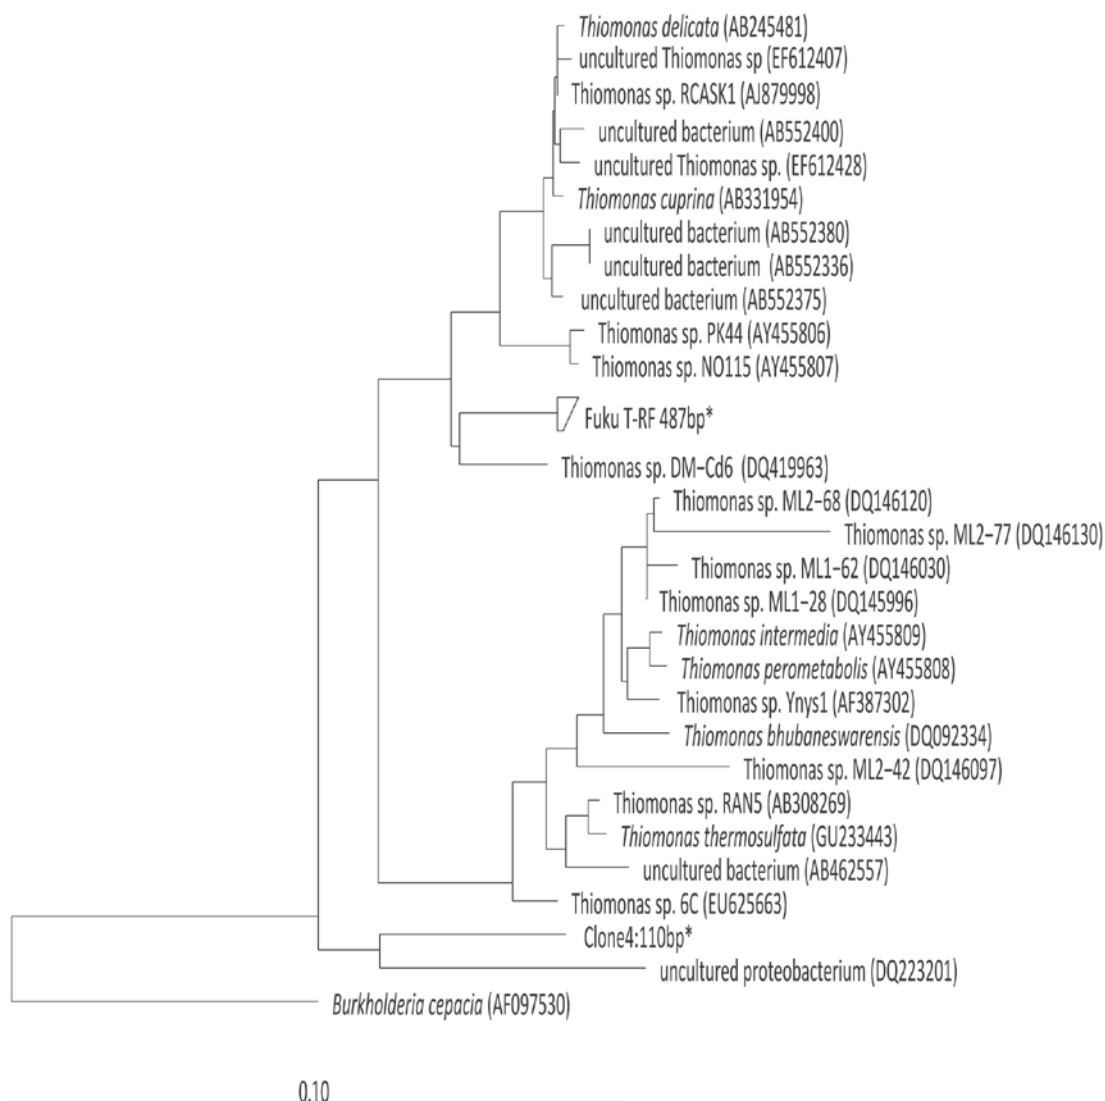 Thiomonas delicata (AB245481)
uncultured Thiomonas sp (EF612407)
Thiomonas sp. RCASK1 (AJ879998)
uncultured bacterium (AB552400)
uncultured Thiomonas sp. (EF612428)
Thiomonas cuprina (AB331954)
uncultured bacterium (AB552380)
uncultured bacterium (AB552336)
uncultured bacterium (AB552375)
Thiomonas sp. PK44 (AY455806)
Thiomonas sp. NO115 (AY455807)
Fuku T-RF 487bp*
Thiomonas sp. DM−Cd6 (DQ419963)
Thiomonas sp. ML2−68 (DQ146120)
Thiomonas sp. ML2−77 (DQ146130)
Thiomonas sp. ML1−62 (DQ146030)
Thiomonas sp. ML1−28 (DQ145996)
Thiomonas intermedia (AY455809)
Thiomonas perometabolis (AY455808)
Thiomonas sp. Ynys1 (AF387302)
Thiomonas bhubaneswarensis (DQ092334)
Thiomonas sp. ML2−42 (DQ146097)
Thiomonas sp. RAN5 (AB308269)
Thiomonas thermosulfata (GU233443)
uncultured bacterium (AB462557)
Thiomonas sp. 6C (EU625663)
Clone4:110bp*
uncultured proteobacterium (DQ223201)
Burkholderia cepacia (AF097530)
0.10